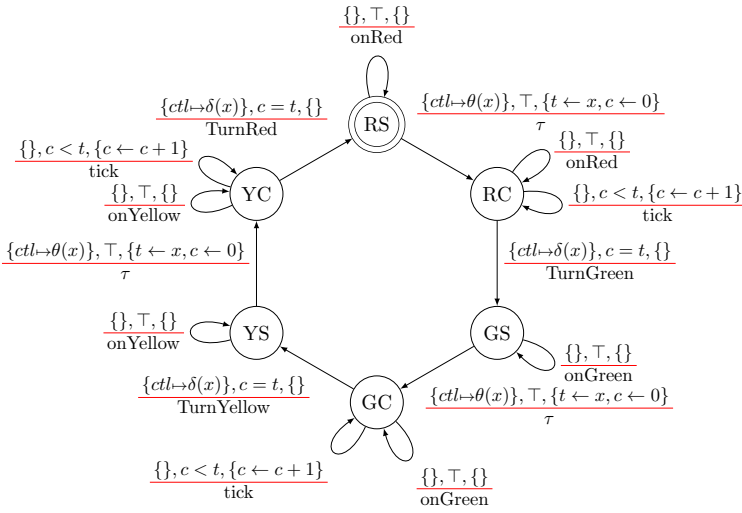 {}, ⊤, {}
onRed
{ctl↦δ(x)}, c = t, {}
TurnRed
RS
{ctl↦θ(x)}, ⊤, {t ← x, c ← 0}
τ
{}, c < t, {c ← c + 1}
tick
{}, ⊤, {}
onRed
{}, ⊤, {}
onYellow
YC
RC
{}, c < t, {c ← c + 1}
tick
{ctl↦θ(x)}, ⊤, {t ← x, c ← 0}
τ
{ctl↦δ(x)}, c = t, {}
TurnGreen
{}, ⊤, {}
onYellow
YS
GS
{}, ⊤, {}
onGreen
{ctl↦δ(x)}, c = t, {}
TurnYellow
GC
{ctl↦θ(x)}, ⊤, {t ← x, c ← 0}
τ
{}, c < t, {c ← c + 1}
tick
{}, ⊤, {}
onGreen